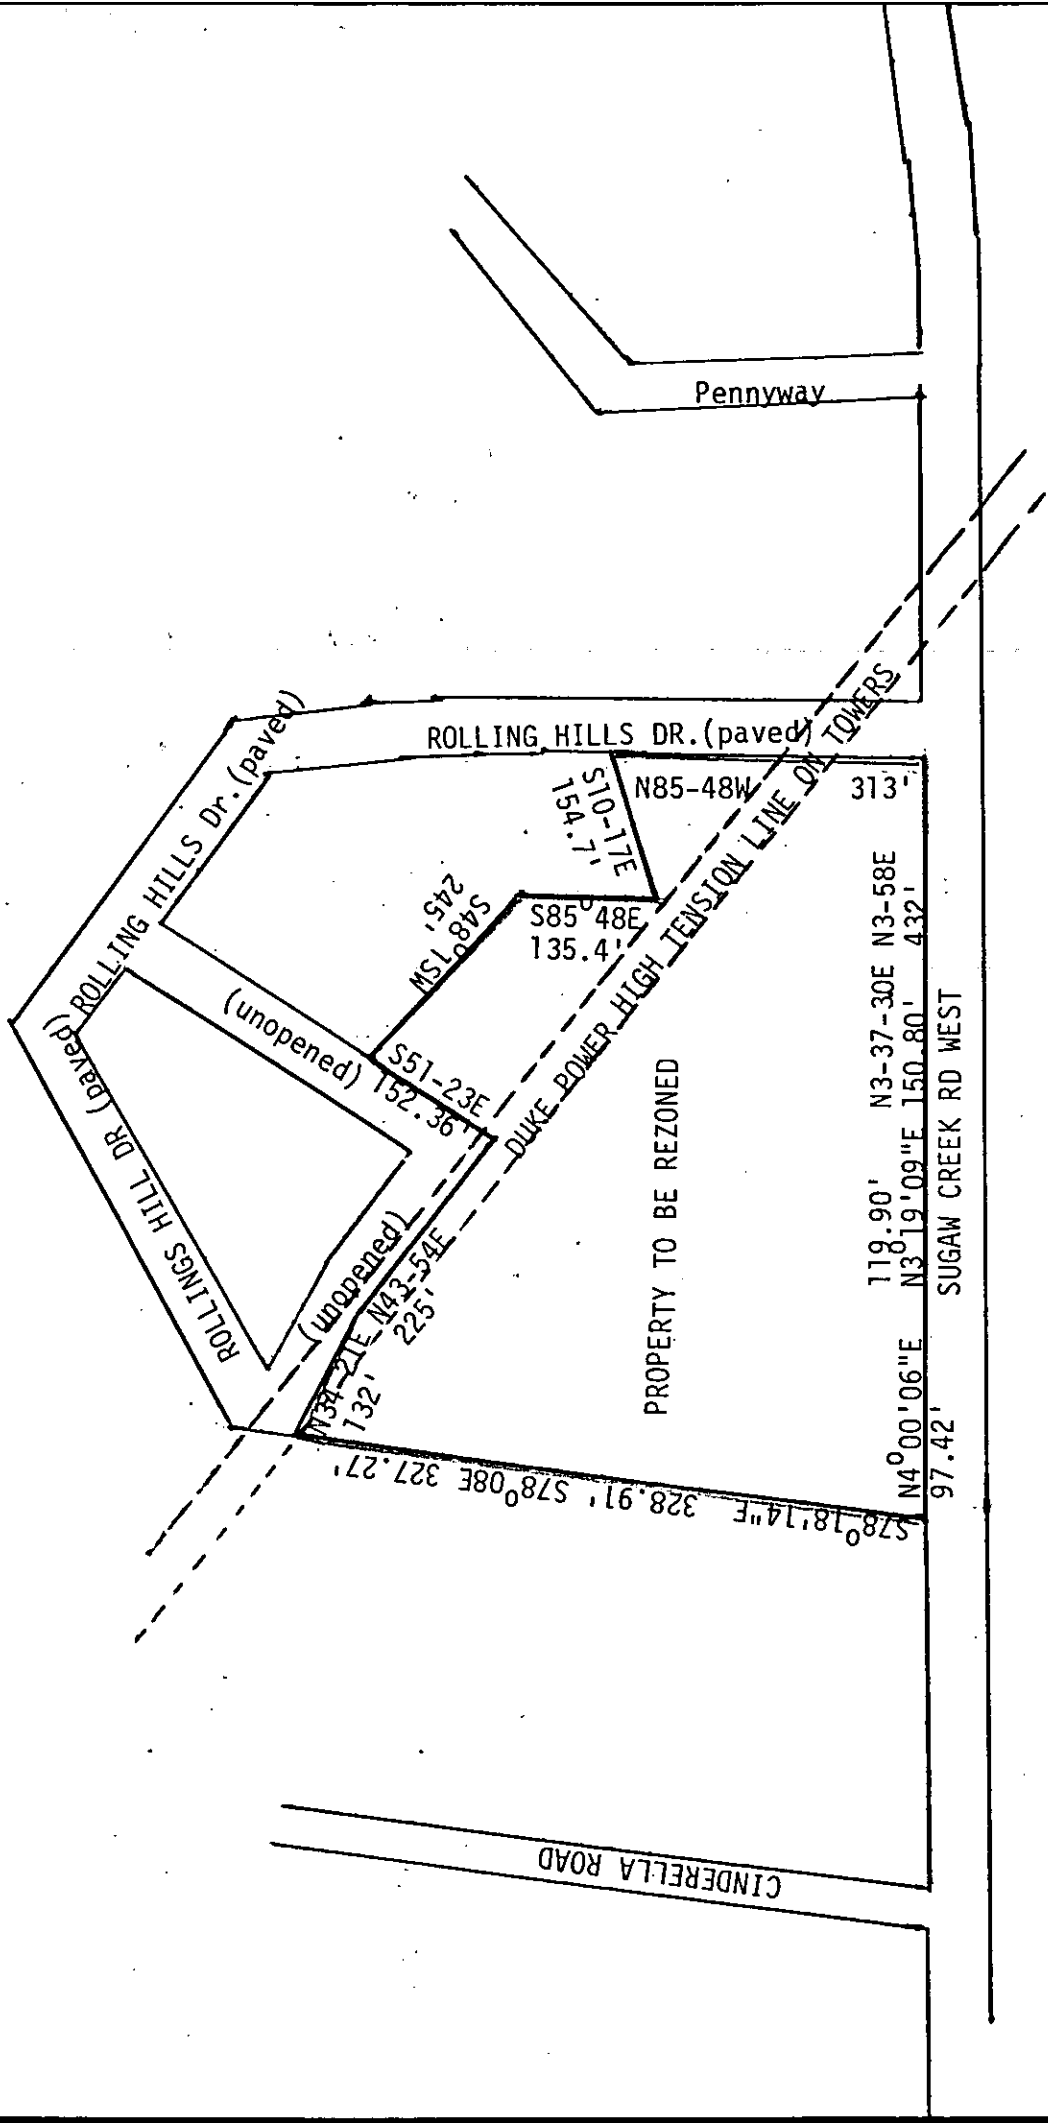 Pennyway
ROLLING HILLS DR.(paved)
ROLLING HILLS Dr.(paved)
ROLLINGS HILL DR (paved)
N85-48W 313'
S10-17E
154.7'
S85°48E
135.4'
S48°15W
245'
(unopened)
S51-23E
152.36'
DUKE POWER HIGH TENSION LINE ON TOWERS
(unopened)
N43-54E
225'
N34-21E
132'
PROPERTY TO BE REZONED
119.90' N3-37-30E N3-58E
N4°00'06"E N3°19'09"E 150.80' 432'
97.42'
SUGAW CREEK RD WEST
S78°18'14"E 328.91' S78°08E 327.27'
CINDERELLA ROAD